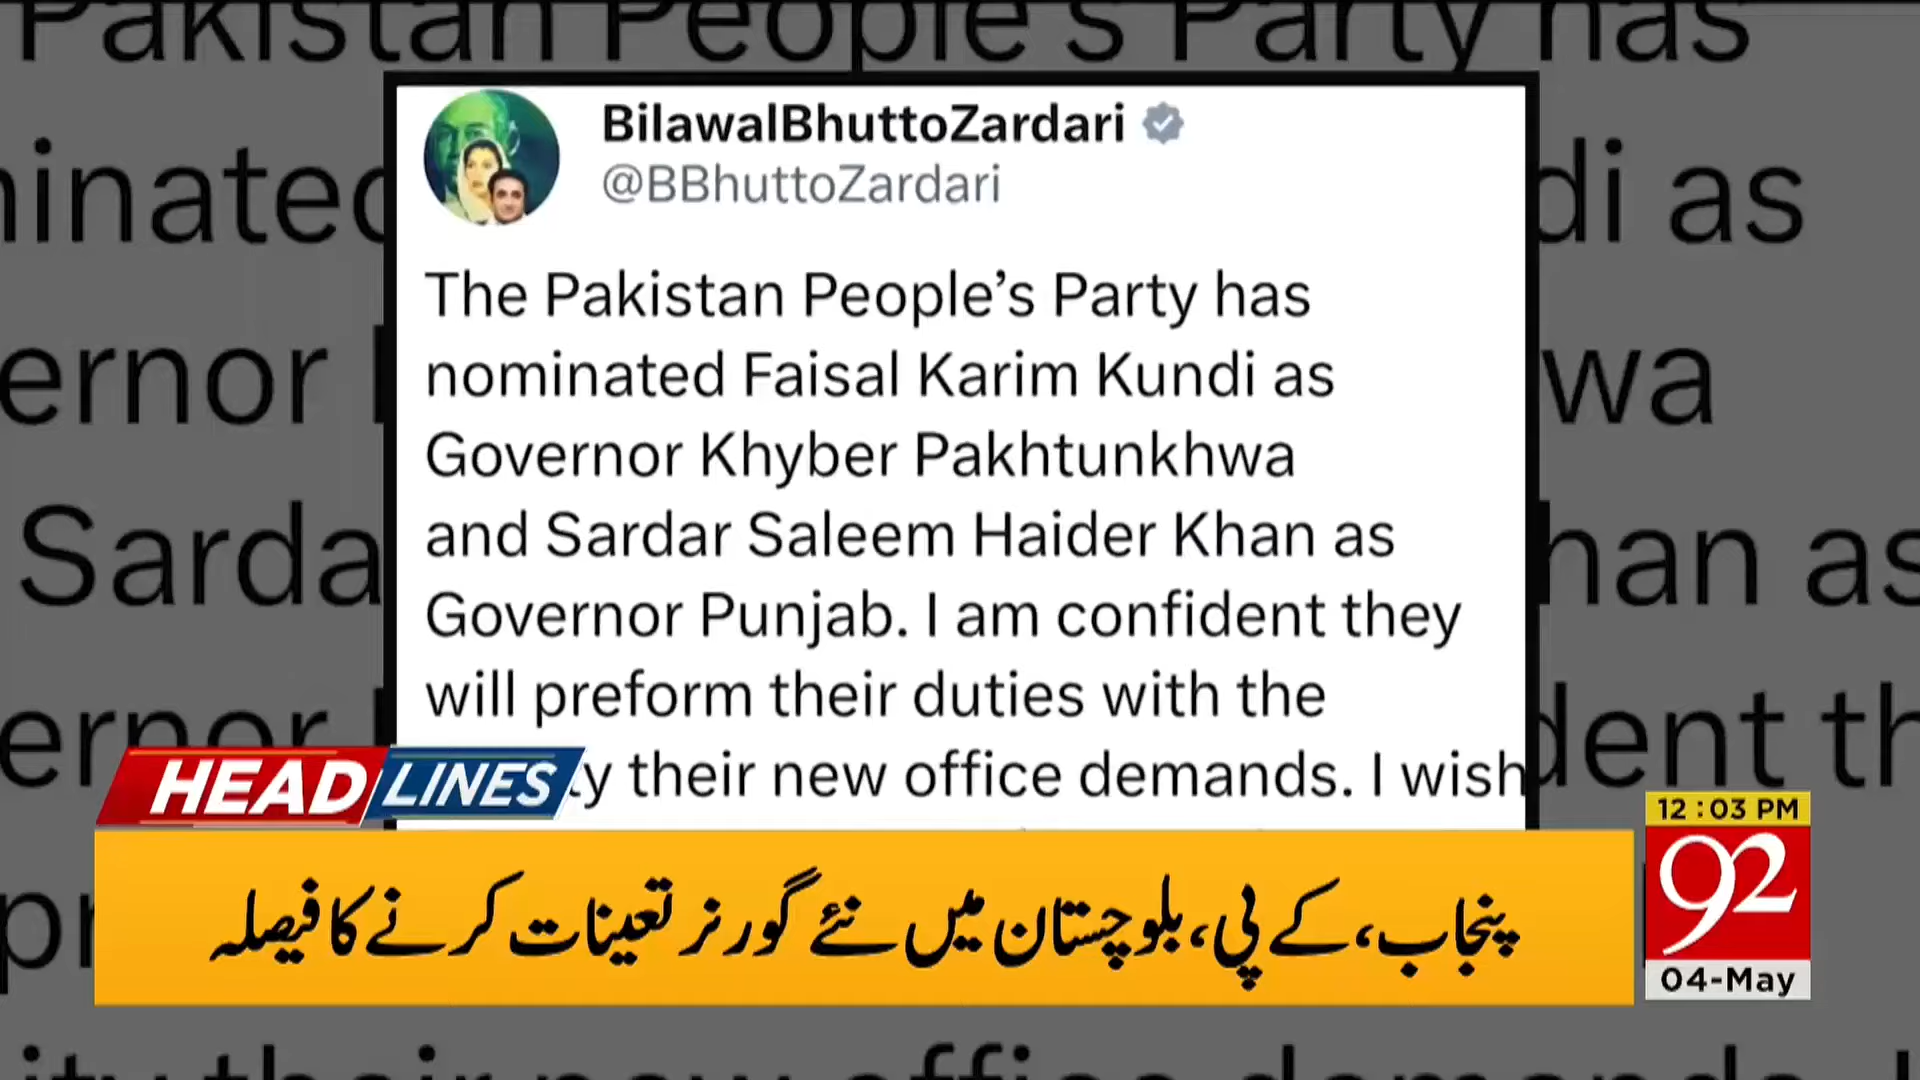 BilawalBhuttoZardari
@BBhuttoZardari
The Pakistan People’s Party has
nominated Faisal Karim Kundi as
Governor Khyber Pakhtunkhwa
and Sardar Saleem Haider Khan as
Governor Punjab. I am confident they
will preform their duties with the
their new office demands. I wish
HEADLINES
پنجاب، کے پی، بلوچستان میں نئے گورنر تعینات کرنے کا فیصلہ
12:03 PM
92
04-May